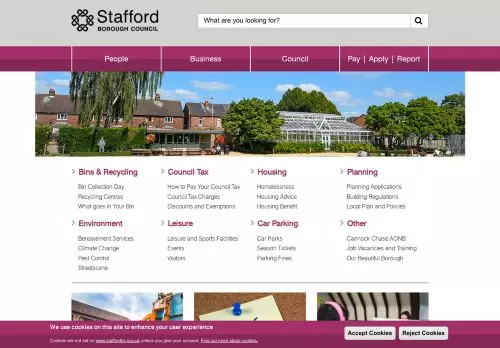 Stafford
BOROUGH COUNCIL
What are you looking for?
People
Business
Council
Pay | Apply | Report
Bins & Recycling
Bin Collection Day
Recycling Centres
What goes in Your Bin
Council Tax
How to Pay Your Council Tax
Council Tax Charges
Discounts and Exemptions
Housing
Homelessness
Housing Advice
Housing Benefit
Planning
Planning Applications
Building Regulations
Local Plan and Policies
Environment
Bereavement Services
Climate Change
Pest Control
Streetscene
Leisure
Leisure and Sports Facilities
Events
Visitors
Car Parking
Car Parks
Season Tickets
Parking Fines
Other
Cannock Chase AONB
Job Vacancies and Training
Our Beautiful Borough
We use cookies on this site to enhance your user experience
Cookies are not set on www.staffordbc.gov.uk unless you give your consent. Find out more about cookies.
Accept Cookies
Reject Cookies